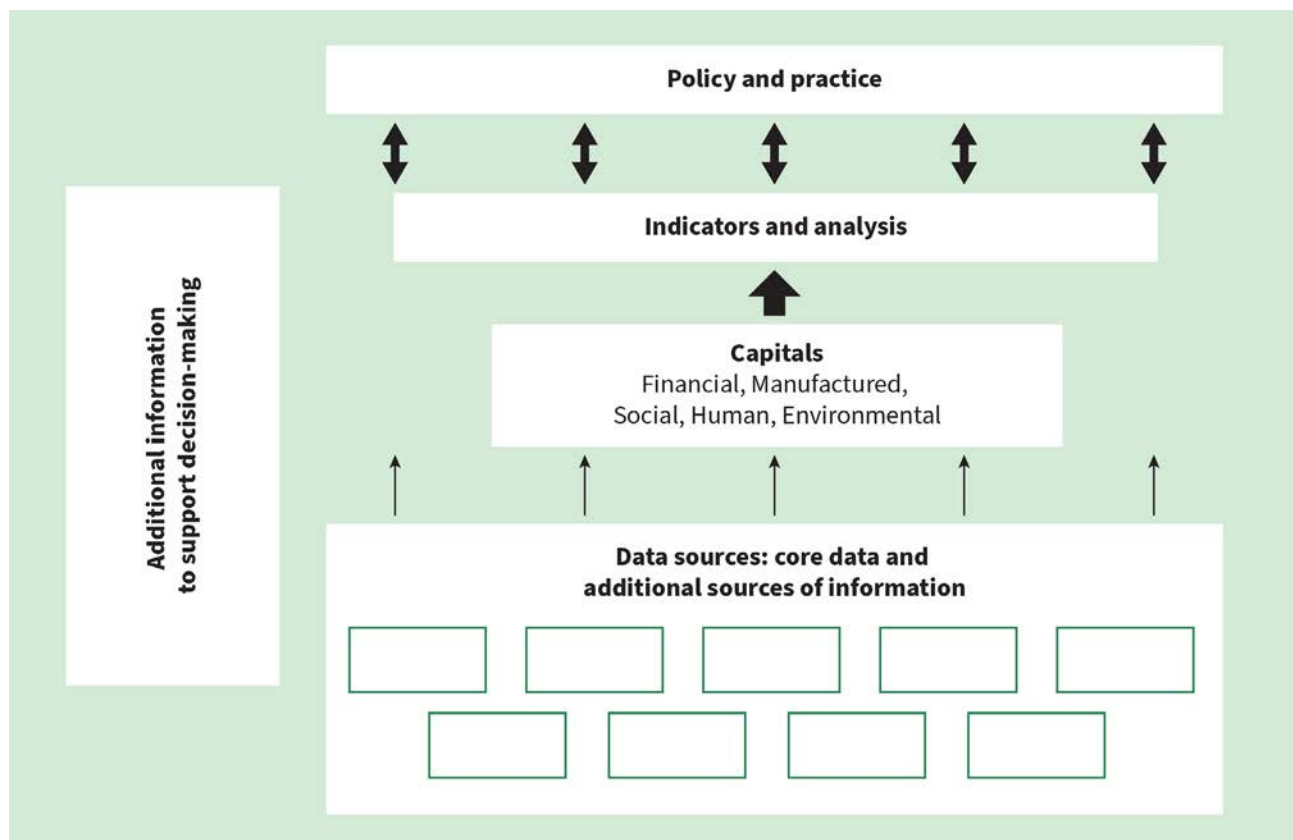 Policy and practice
Indicators and analysis
Capitals
Financial, Manufactured,
Social, Human, Environmental
Additional information
to support decision-making
Data sources: core data and
additional sources of information